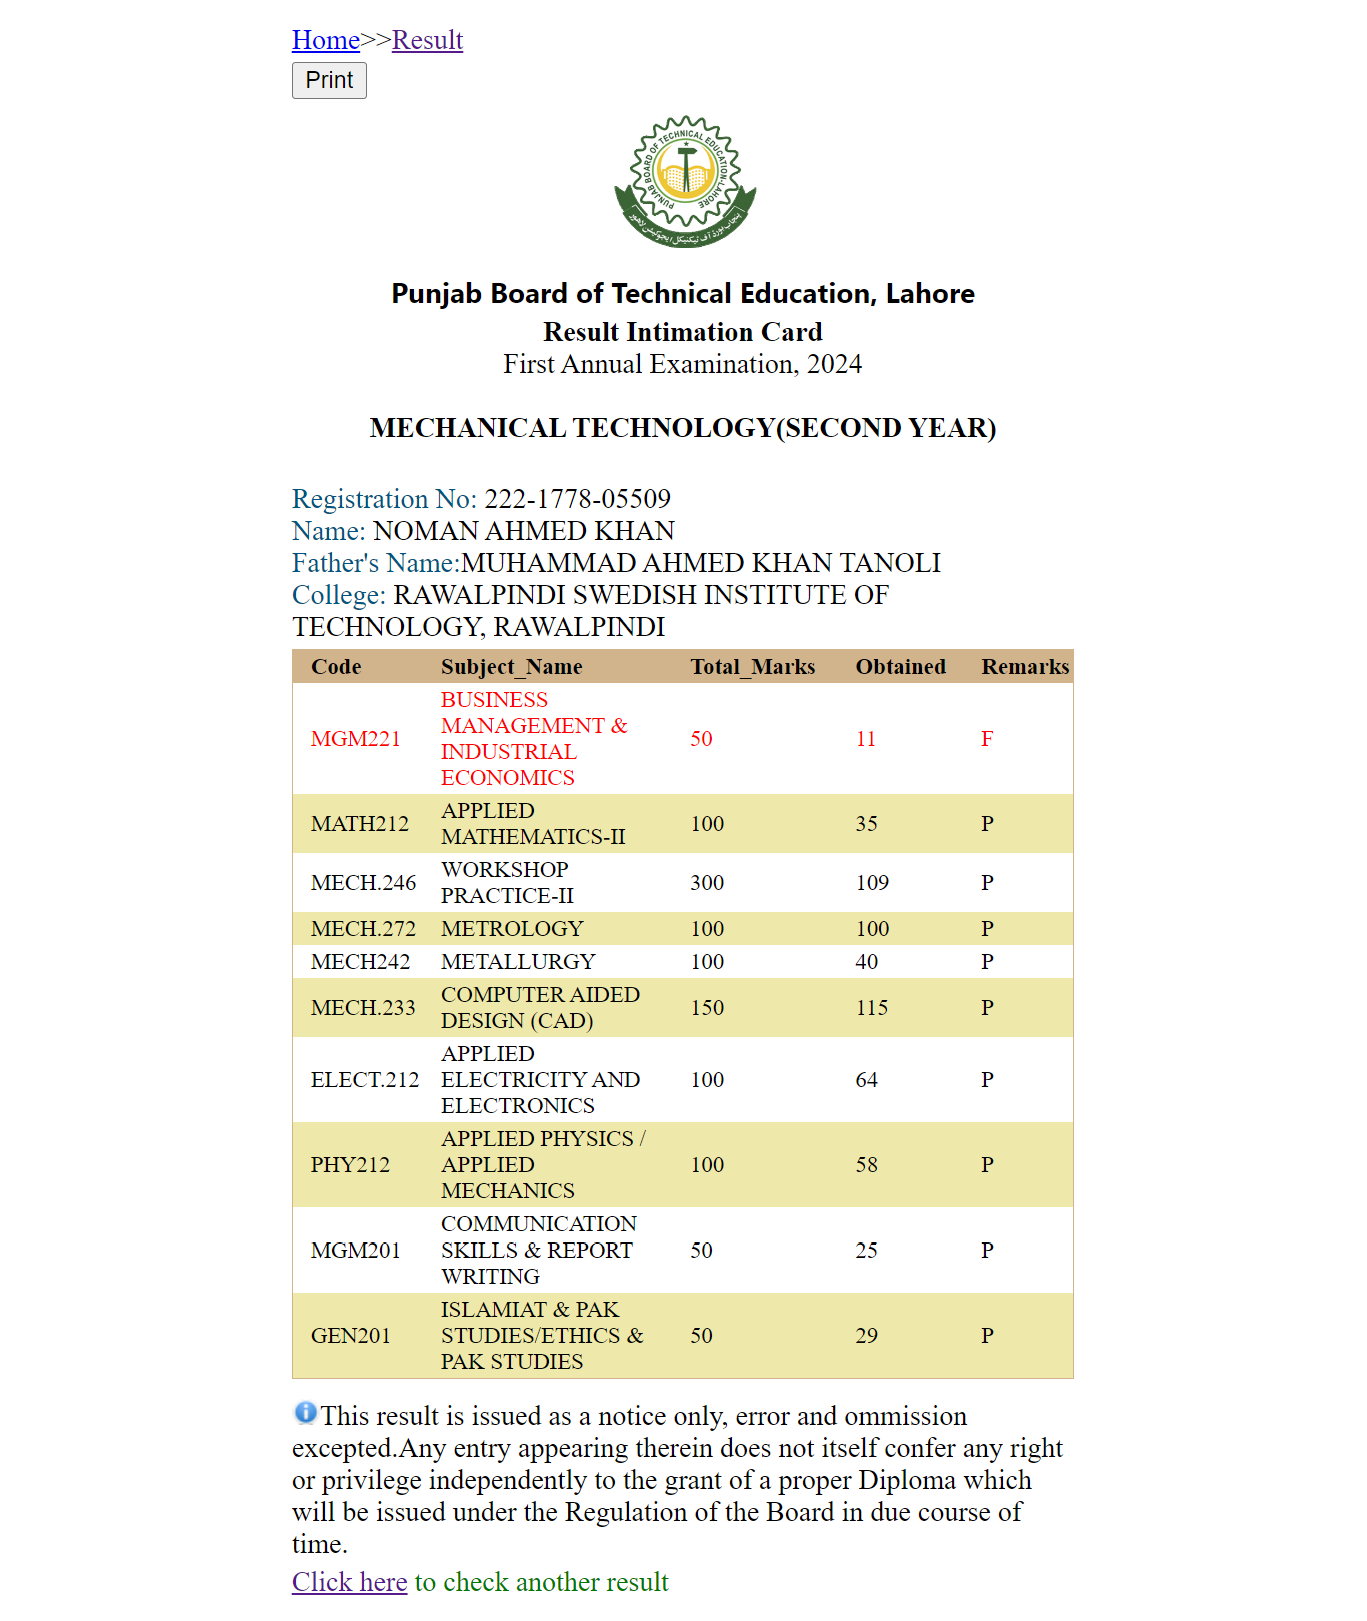 Home>>Result
Print
PUNJAB BOARD OF TECHNICAL EDUCATION-LAHORE
پنجاب بورڈ آف ٹیکنیکل ایجوکیشن لاہور
Punjab Board of Technical Education, Lahore
Result Intimation Card
First Annual Examination, 2024
MECHANICAL TECHNOLOGY(SECOND YEAR)
Registration No: 222-1778-05509
Name: NOMAN AHMED KHAN
Father's Name:MUHAMMAD AHMED KHAN TANOLI
College: RAWALPINDI SWEDISH INSTITUTE OF
TECHNOLOGY, RAWALPINDI
Code Subject_Name Total_Marks Obtained Remarks
BUSINESS
MANAGEMENT &
MGM221 INDUSTRIAL 50 11 F
ECONOMICS
APPLIED
MATH212 MATHEMATICS-II 100 35 P
WORKSHOP
MECH.246 PRACTICE-II 300 109 P
MECH.272 METROLOGY 100 100 P
MECH242 METALLURGY 100 40 P
COMPUTER AIDED
MECH.233 DESIGN (CAD) 150 115 P
APPLIED
ELECT.212 ELECTRICITY AND 100 64 P
ELECTRONICS
APPLIED PHYSICS /
PHY212 APPLIED 100 58 P
MECHANICS
COMMUNICATION
MGM201 SKILLS & REPORT 50 25 P
WRITING
ISLAMIAT & PAK
GEN201 STUDIES/ETHICS & 50 29 P
PAK STUDIES
This result is issued as a notice only, error and ommission
excepted.Any entry appearing therein does not itself confer any right
or privilege independently to the grant of a proper Diploma which
will be issued under the Regulation of the Board in due course of
time.
Click here to check another result